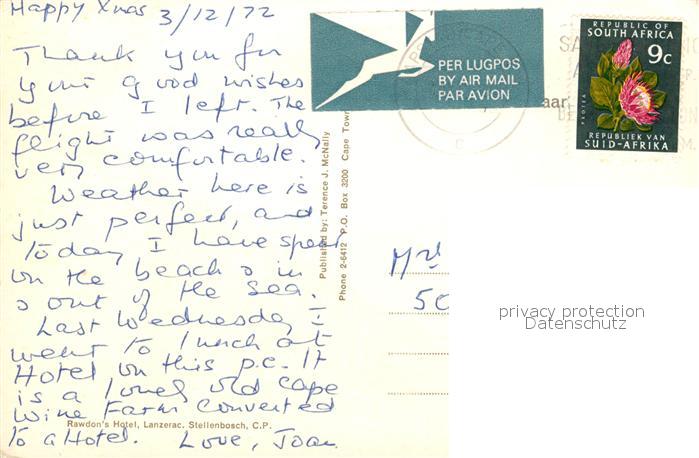 Happy Xmas 3/12/72
Thank you for
your good wishes
before I left. The
flight was really
very comfortable.
Weather here is
just perfect, and
today I have spent
on the beach & in
& out of the sea.
Last Wednesday I
went to lunch at
Hotel on this p.c. It
is a lovely old Cape
Wine Farm converted
to a Hotel. Love, Joan
Rawdon's Hotel, Lanzerac, Stellenbosch, C.P.
Published by: Terence J. McNally
Phone 2-6412 P.O. Box 3200 Cape Town
PER LUGPOS
BY AIR MAIL
PAR AVION
REPUBLIC OF
SOUTH AFRICA
9c
PROTEA
REPUBLIEK VAN
SUID-AFRIKA
Mrs
50
privacy protection
Datenschutz